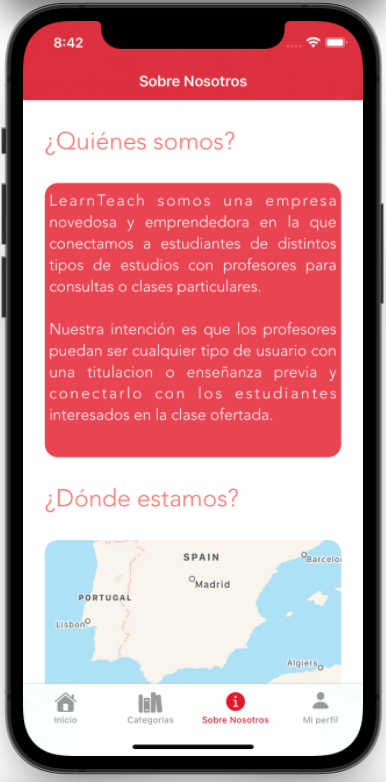 8:42
Sobre Nosotros
¿Quiénes somos?
LearnTeach somos una empresa
novedosa y emprendedora en la que
conectamos a estudiantes de distintos
tipos de estudios con profesores para
consultas o clases particulares.
Nuestra intención es que los profesores
puedan ser cualquier tipo de usuario con
una titulacion o enseñanza previa y
conectarlo con los estudiantes
interesados en la clase ofertada.
¿Dónde estamos?
SPAIN
Barcelo
Madrid
PORTUGAL
Lisbon
Algiers
Inicio
Categorias
Sobre Nosotros
Mi perfil